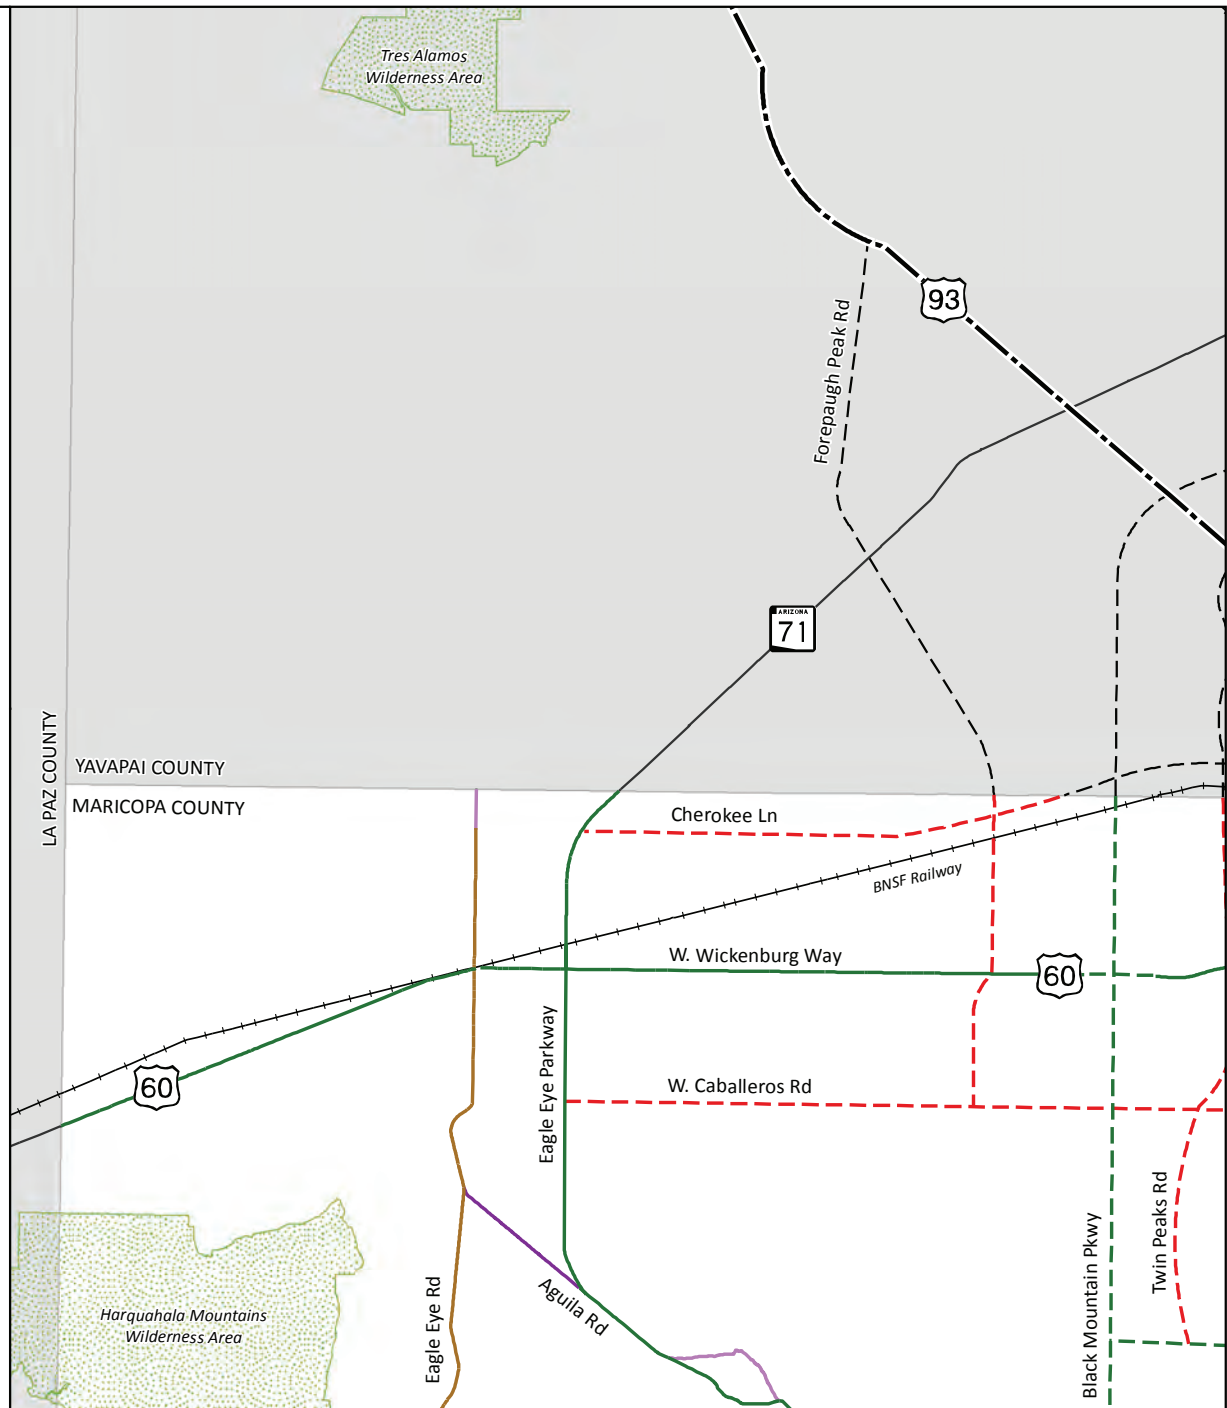 Tres Alamos
Wilderness Area
93
Forepaugh Peak Rd
ARIZONA
71
LA PAZ COUNTY
YAVAPAI COUNTY
MARICOPA COUNTY
Cherokee Ln
BNSF Railway
W. Wickenburg Way
60
Eagle Eye Parkway
60
W. Caballeros Rd
Twin Peaks Rd
Black Mountain Pkwy
Eagle Eye Rd
Aguila Rd
Harquahala Mountains
Wilderness Area